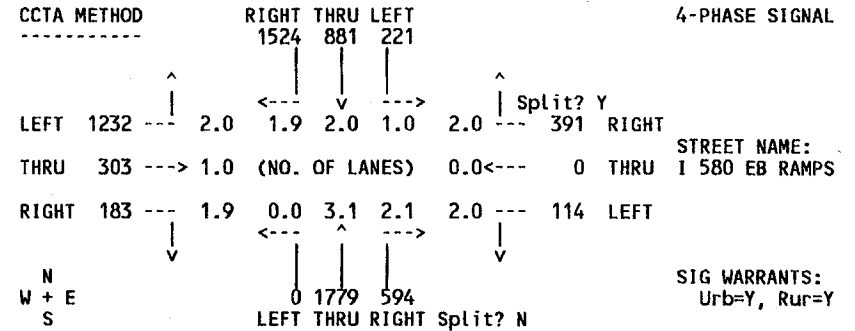 CCTA METHOD RIGHT THRU LEFT 4-PHASE SIGNAL
----------- 1524 881 221
^ ^
| <--- v ---> | Split? Y
LEFT 1232 --- 2.0 1.9 2.0 1.0 2.0 --- 391 RIGHT
STREET NAME:
THRU 303 ---> 1.0 (NO. OF LANES) 0.0<--- 0 THRU I 580 EB RAMPS
RIGHT 183 --- 1.9 0.0 3.1 2.1 2.0 --- 114 LEFT
| <--- ^ ---> |
v v
N SIG WARRANTS:
W + E 0 1779 594 Urb=Y, Rur=Y
S LEFT THRU RIGHT Split? N